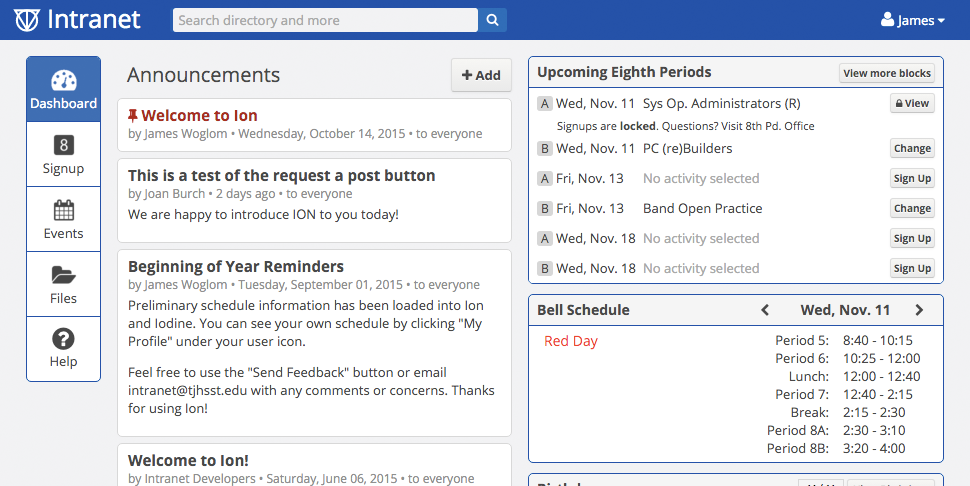 Intranet
Search directory and more
James
Dashboard
8
Signup
Events
Files
? Help
Announcements
+ Add
Welcome to Ion
by James Woglom • Wednesday, October 14, 2015 • to everyone
This is a test of the request a post button
by Joan Burch • 2 days ago • to everyone
We are happy to introduce ION to you today!
Beginning of Year Reminders
by James Woglom • Tuesday, September 01, 2015 • to everyone
Preliminary schedule information has been loaded into Ion
and Iodine. You can see your own schedule by clicking "My
Profile" under your user icon.
Feel free to use the "Send Feedback" button or email
intranet@tjhsst.edu with any comments or concerns. Thanks
for using Ion!
Welcome to Ion!
by Intranet Developers • Saturday, June 06, 2015 • to everyone
Upcoming Eighth Periods
View more blocks
A Wed, Nov. 11 Sys Op. Administrators (R) View
Signups are locked. Questions? Visit 8th Pd. Office
B Wed, Nov. 11 PC (re)Builders Change
A Fri, Nov. 13 No activity selected Sign Up
B Fri, Nov. 13 Band Open Practice Change
A Wed, Nov. 18 No activity selected Sign Up
B Wed, Nov. 18 No activity selected Sign Up
Bell Schedule
Wed, Nov. 11
Red Day
Period 5: 8:40 - 10:15
Period 6: 10:25 - 12:00
Lunch: 12:00 - 12:40
Period 7: 12:40 - 2:15
Break: 2:15 - 2:30
Period 8A: 2:30 - 3:10
Period 8B: 3:20 - 4:00